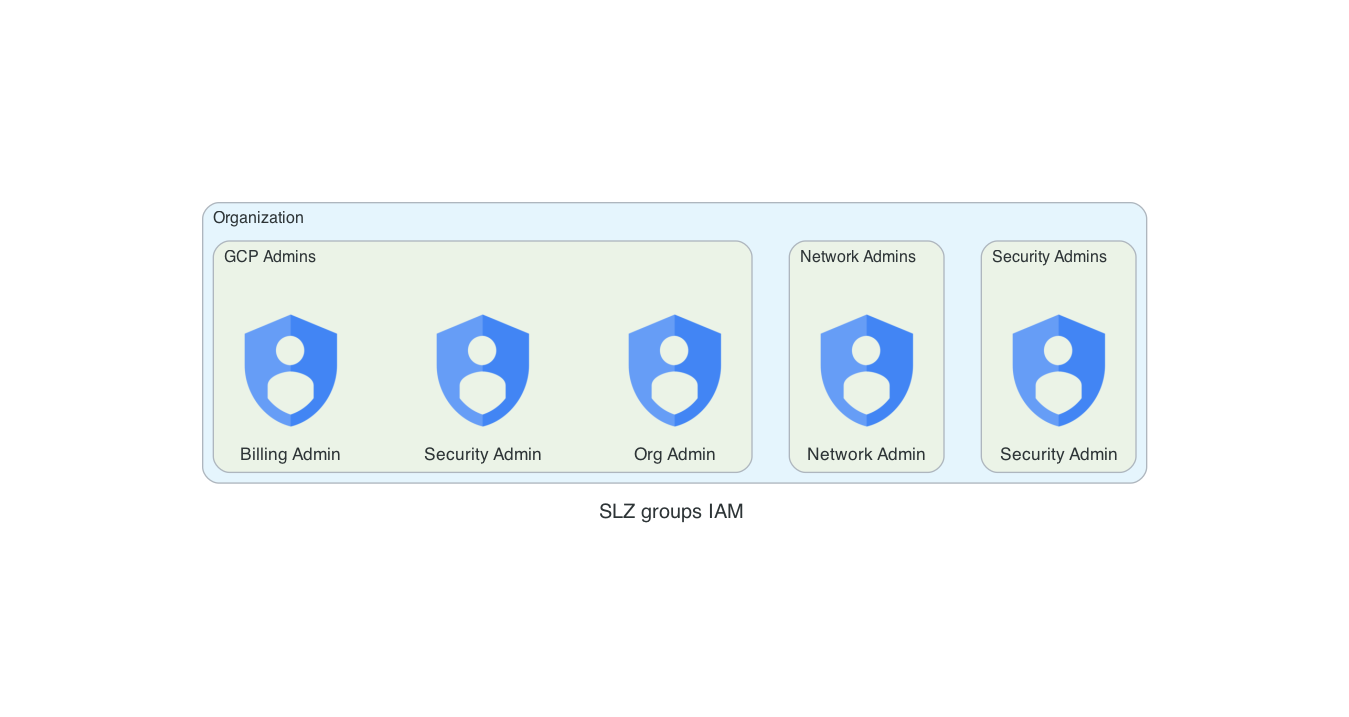 Organization
GCP Admins
Network Admins
Security Admins
Billing Admin
Security Admin
Org Admin
Network Admin
Security Admin
SLZ groups IAM